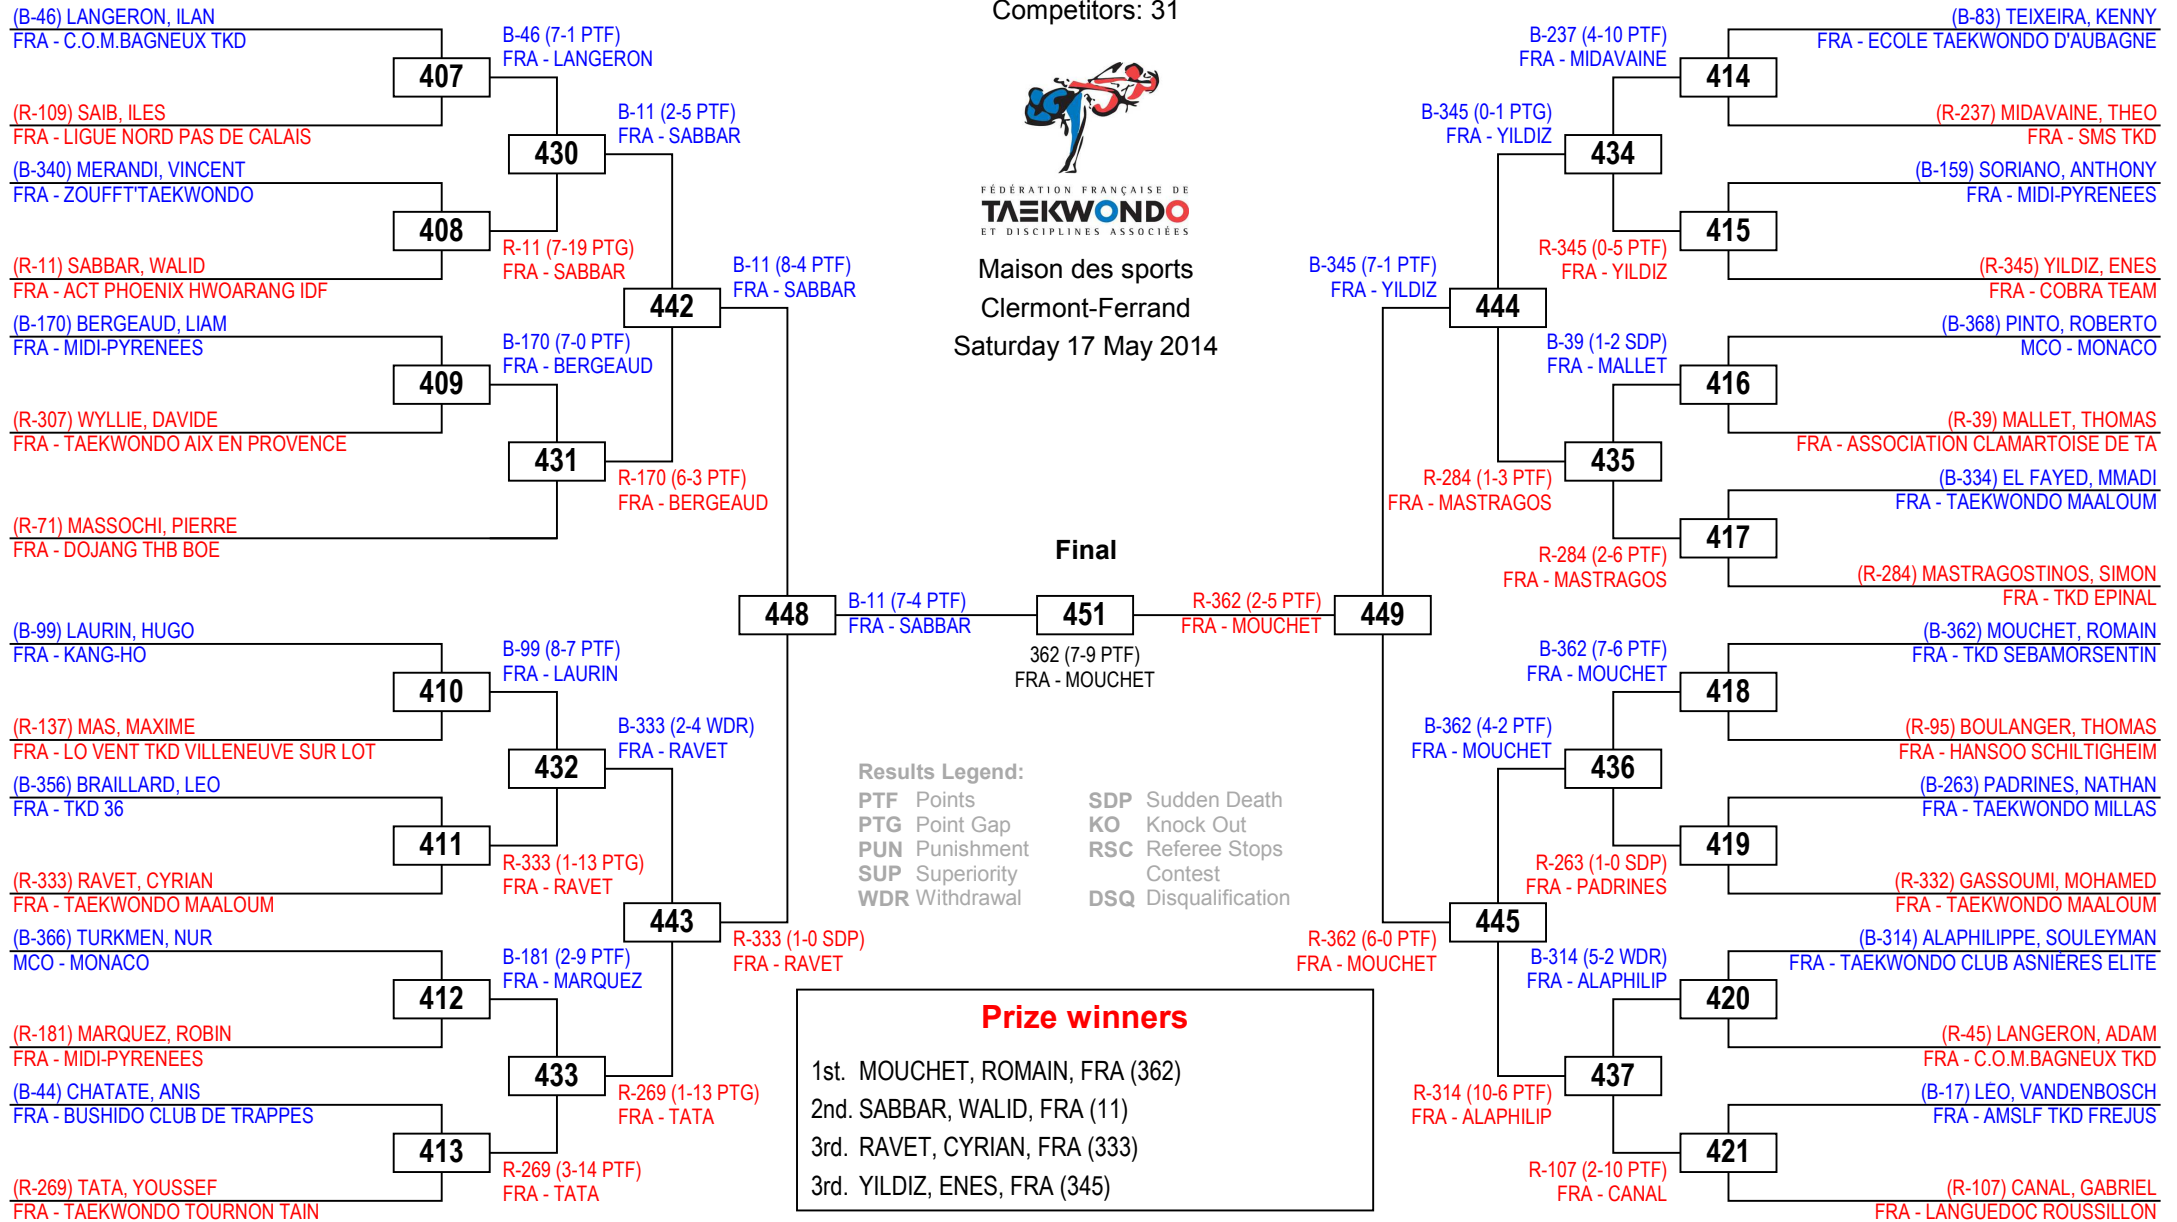 Competitors: 31
FÉDÉRATION FRANÇAISE DE
TAEKWONDO
ET DISCIPLINES ASSOCIÉES
Maison des sports
Clermont-Ferrand
Saturday 17 May 2014
(B-46) LANGERON, ILAN
FRA - C.O.M.BAGNEUX TKD
407
(R-109) SAIB, ILES
FRA - LIGUE NORD PAS DE CALAIS
(B-340) MERANDI, VINCENT
FRA - ZOUFFT'TAEKWONDO
408
(R-11) SABBAR, WALID
FRA - ACT PHOENIX HWOARANG IDF
(B-170) BERGEAUD, LIAM
FRA - MIDI-PYRENEES
409
(R-307) WYLLIE, DAVIDE
FRA - TAEKWONDO AIX EN PROVENCE
(R-71) MASSOCHI, PIERRE
FRA - DOJANG THB BOE
(B-99) LAURIN, HUGO
FRA - KANG-HO
410
(R-137) MAS, MAXIME
FRA - LO VENT TKD VILLENEUVE SUR LOT
(B-356) BRAILLARD, LEO
FRA - TKD 36
411
(R-333) RAVET, CYRIAN
FRA - TAEKWONDO MAALOUM
(B-366) TURKMEN, NUR
MCO - MONACO
412
(R-181) MARQUEZ, ROBIN
FRA - MIDI-PYRENEES
(B-44) CHATATE, ANIS
FRA - BUSHIDO CLUB DE TRAPPES
413
(R-269) TATA, YOUSSEF
FRA - TAEKWONDO TOURNON TAIN
B-46 (7-1 PTF)
FRA - LANGERON
430
R-11 (7-19 PTG)
FRA - SABBAR
B-170 (7-0 PTF)
FRA - BERGEAUD
431
B-99 (8-7 PTF)
FRA - LAURIN
432
R-333 (1-13 PTG)
FRA - RAVET
B-181 (2-9 PTF)
FRA - MARQUEZ
433
R-269 (3-14 PTF)
FRA - TATA
B-11 (2-5 PTF)
FRA - SABBAR
442
R-170 (6-3 PTF)
FRA - BERGEAUD
B-333 (2-4 WDR)
FRA - RAVET
443
R-269 (1-13 PTG)
FRA - TATA
B-11 (8-4 PTF)
FRA - SABBAR
448
R-333 (1-0 SDP)
FRA - RAVET
B-11 (7-4 PTF)
FRA - SABBAR
Final
451
362 (7-9 PTF)
FRA - MOUCHET
R-362 (2-5 PTF)
FRA - MOUCHET
449
B-345 (7-1 PTF)
FRA - YILDIZ
R-362 (6-0 PTF)
FRA - MOUCHET
444
445
B-345 (0-1 PTG)
FRA - YILDIZ
R-284 (1-3 PTF)
FRA - MASTRAGOS
B-362 (4-2 PTF)
FRA - MOUCHET
R-314 (10-6 PTF)
FRA - ALAPHILIP
434
435
436
437
B-237 (4-10 PTF)
FRA - MIDAVAINE
R-345 (0-5 PTF)
FRA - YILDIZ
B-39 (1-2 SDP)
FRA - MALLET
R-284 (2-6 PTF)
FRA - MASTRAGOS
B-362 (7-6 PTF)
FRA - MOUCHET
R-263 (1-0 SDP)
FRA - PADRINES
B-314 (5-2 WDR)
FRA - ALAPHILIP
R-107 (2-10 PTF)
FRA - CANAL
(B-83) TEIXEIRA, KENNY
FRA - ECOLE TAEKWONDO D'AUBAGNE
414
(R-237) MIDAVAINE, THEO
FRA - SMS TKD
(B-159) SORIANO, ANTHONY
FRA - MIDI-PYRENEES
415
(R-345) YILDIZ, ENES
FRA - COBRA TEAM
(B-368) PINTO, ROBERTO
MCO - MONACO
416
(R-39) MALLET, THOMAS
FRA - ASSOCIATION CLAMARTOISE DE TA
(B-334) EL FAYED, MMADI
FRA - TAEKWONDO MAALOUM
417
(R-284) MASTRAGOSTINOS, SIMON
FRA - TKD EPINAL
(B-362) MOUCHET, ROMAIN
FRA - TKD SEBAMORSENTIN
418
(R-95) BOULANGER, THOMAS
FRA - HANSOO SCHILTIGHEIM
(B-263) PADRINES, NATHAN
FRA - TAEKWONDO MILLAS
419
(R-332) GASSOUMI, MOHAMED
FRA - TAEKWONDO MAALOUM
(B-314) ALAPHILIPPE, SOULEYMAN
FRA - TAEKWONDO CLUB ASNIÈRES ELITE
420
(R-45) LANGERON, ADAM
FRA - C.O.M.BAGNEUX TKD
(B-17) LÉO, VANDENBOSCH
FRA - AMSLF TKD FREJUS
421
(R-107) CANAL, GABRIEL
FRA - LANGUEDOC ROUSSILLON
Results Legend:
PTF Points SDP Sudden Death
PTG Point Gap KO Knock Out
PUN Punishment RSC Referee Stops
SUP Superiority Contest
WDR Withdrawal DSQ Disqualification
Prize winners
1st. MOUCHET, ROMAIN, FRA (362)
2nd. SABBAR, WALID, FRA (11)
3rd. RAVET, CYRIAN, FRA (333)
3rd. YILDIZ, ENES, FRA (345)